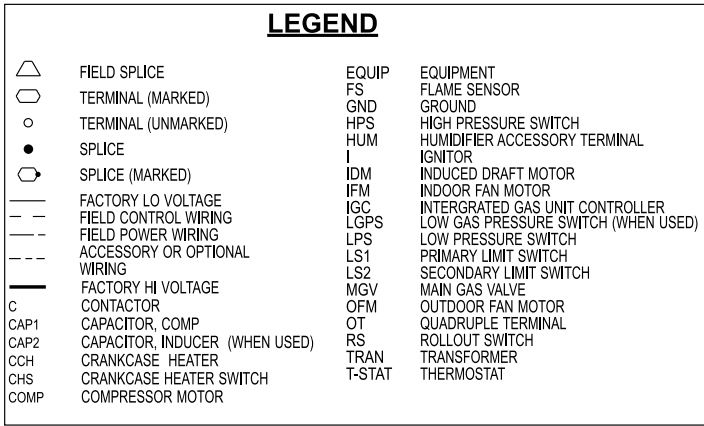 LEGEND
FIELD SPLICE
TERMINAL (MARKED)
TERMINAL (UNMARKED)
SPLICE
SPLICE (MARKED)
FACTORY LO VOLTAGE
FIELD CONTROL WIRING
FIELD POWER WIRING
ACCESSORY OR OPTIONAL
WIRING
FACTORY HI VOLTAGE
C CONTACTOR
CAP1 CAPACITOR, COMP
CAP2 CAPACITOR, INDUCER (WHEN USED)
CCH CRANKCASE HEATER
CHS CRANKCASE HEATER SWITCH
COMP COMPRESSOR MOTOR
EQUIP EQUIPMENT
FS FLAME SENSOR
GND GROUND
HPS HIGH PRESSURE SWITCH
HUM HUMIDIFIER ACCESSORY TERMINAL
I IGNITOR
IDM INDUCED DRAFT MOTOR
IFM INDOOR FAN MOTOR
IGC INTERGRATED GAS UNIT CONTROLLER
LGPS LOW GAS PRESSURE SWITCH (WHEN USED)
LPS LOW PRESSURE SWITCH
LS1 PRIMARY LIMIT SWITCH
LS2 SECONDARY LIMIT SWITCH
MGV MAIN GAS VALVE
OFM OUTDOOR FAN MOTOR
OT QUADRUPLE TERMINAL
RS ROLLOUT SWITCH
TRAN TRANSFORMER
T-STAT THERMOSTAT